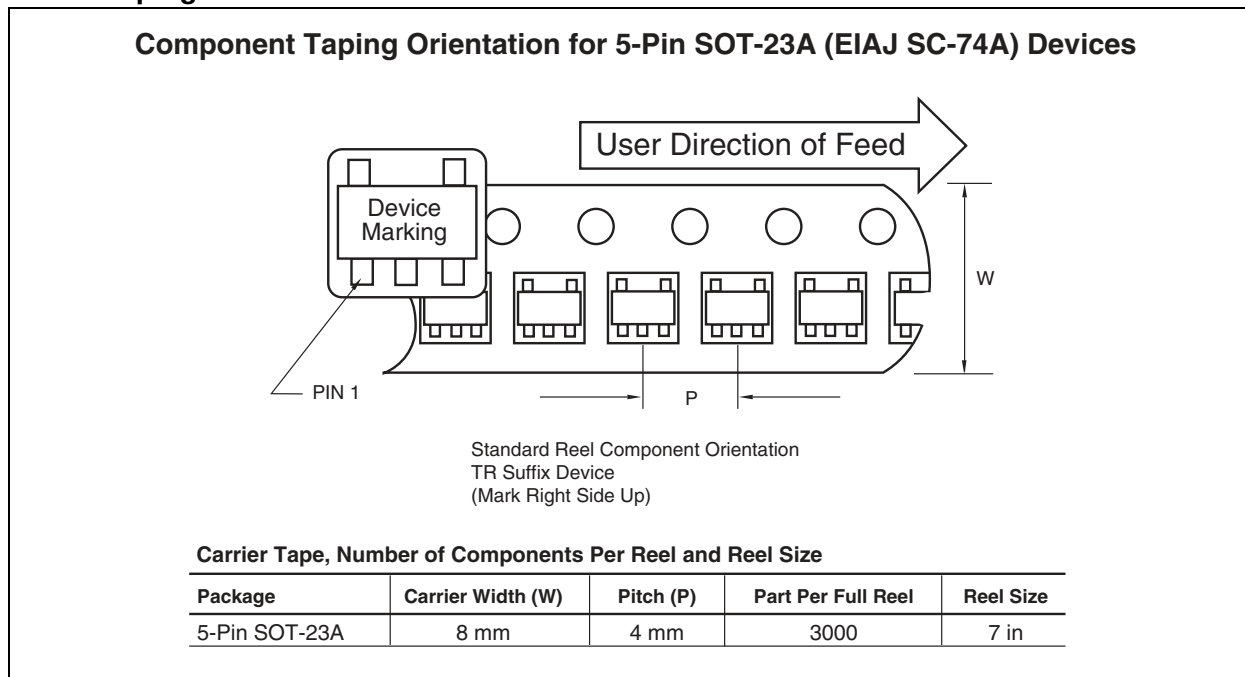 Component Taping Orientation for 5-Pin SOT-23A (EIAJ SC-74A) Devices
User Direction of Feed
Device
Marking
W
PIN 1
P
Standard Reel Component Orientation
TR Suffix Device
(Mark Right Side Up)
Carrier Tape, Number of Components Per Reel and Reel Size
Package Carrier Width (W) Pitch (P) Part Per Full Reel Reel Size
5-Pin SOT-23A 8 mm 4 mm 3000 7 in